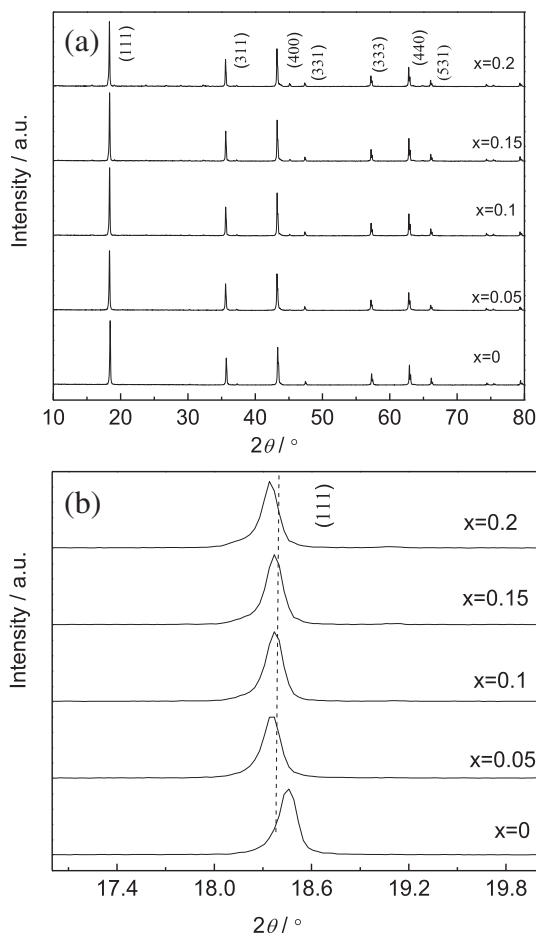 (a)
(111)
(311)
(400)
(331)
(333)
(440)
(531)
x=0.2
x=0.15
x=0.1
x=0.05
x=0
Intensity / a.u.
10 20 30 40 50 60 70 80
2θ / °
(b)
(111)
x=0.2
x=0.15
x=0.1
x=0.05
x=0
Intensity / a.u.
17.4 18.0 18.6 19.2 19.8
2θ / °